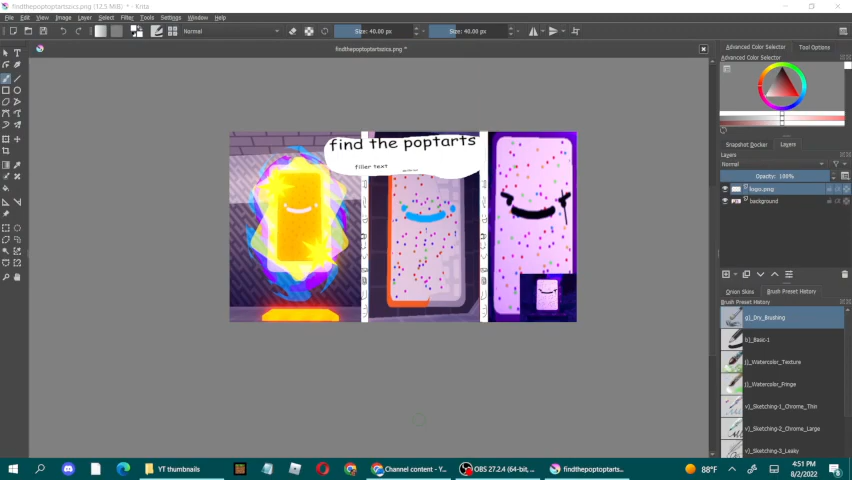 findthepoptoptartspics.png (12.5 MiB) * - Krita
File Edit View Image Layer Select Filter Tools Settings Window Help
Normal
Size: 40.00 px
Size: 40.00 px
findthepoptoptartspics.png *
Advanced Color Selector
Tool Options
Advanced Color Selector
find the poptarts
filler text
Snapshot Docker
Layers
Layers
Normal
Opacity: 100%
logo.png
background
Onion Skins
Brush Preset History
Brush Preset History
g)_Dry_Brushing
b)_Basic-1
j)_Watercolor_Texture
j)_Watercolor_Fringe
v)_Sketching-1_Chrome_Thin
v)_Sketching-2_Chrome_Large
v)_Sketching-3_Leaky
YT thumbnails
Channel content - Y...
OBS 27.2.4 (64-bit, ...
findthepoptoptarts...
88°F
4:51 PM
8/2/2022